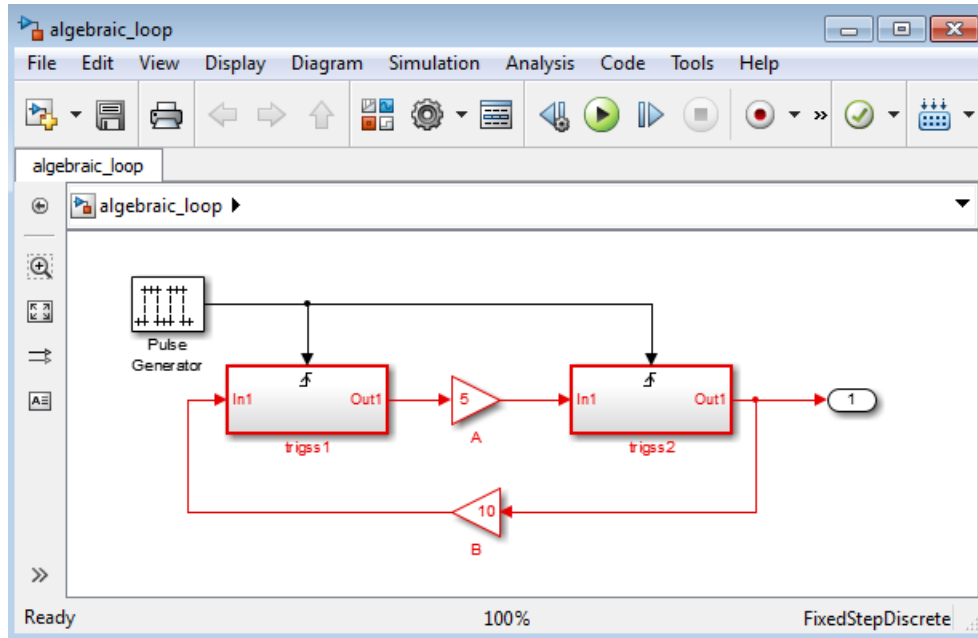 algebraic_loop
File Edit View Display Diagram Simulation Analysis Code Tools Help
»
algebraic_loop
algebraic_loop
Pulse
Generator
In1 Out1
trigss1
5
A
In1 Out1
trigss2
1
10
B
»
Ready 100% FixedStepDiscrete